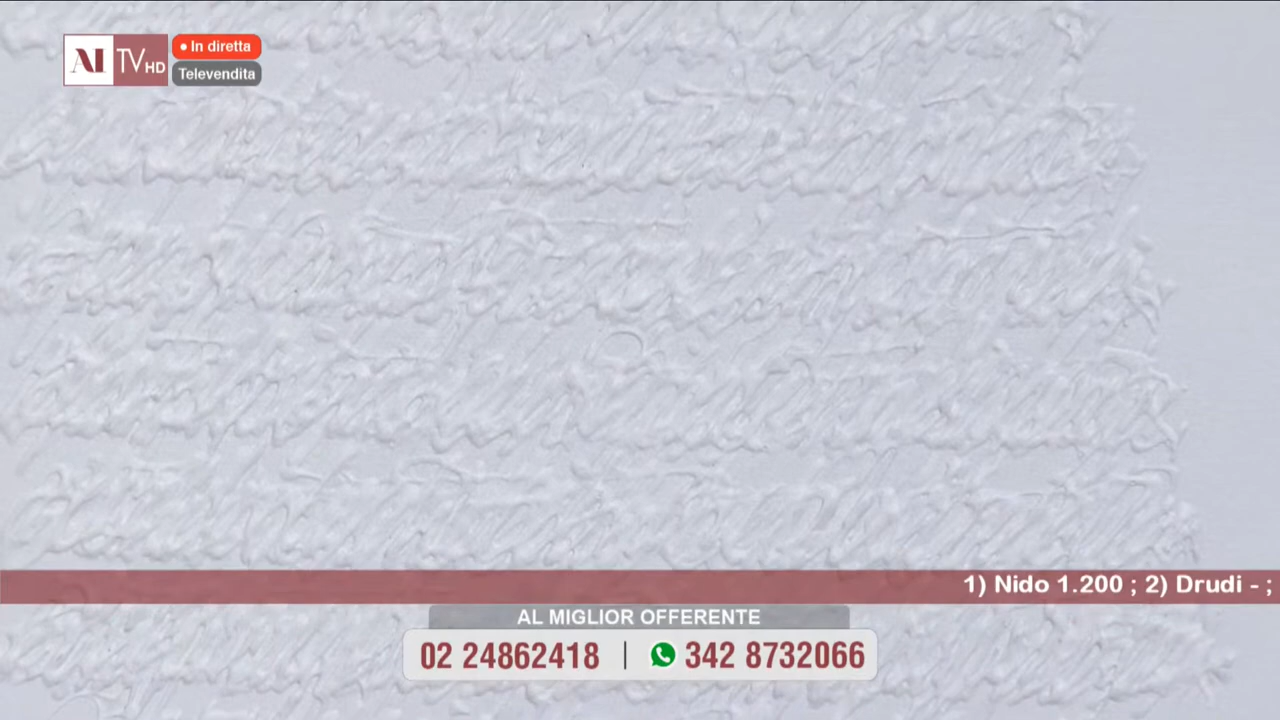 AI TV HD
• In diretta
Televendita
1) Nido 1.200 ; 2) Drudi - ;
AL MIGLIOR OFFERENTE
02 24862418 | 342 8732066